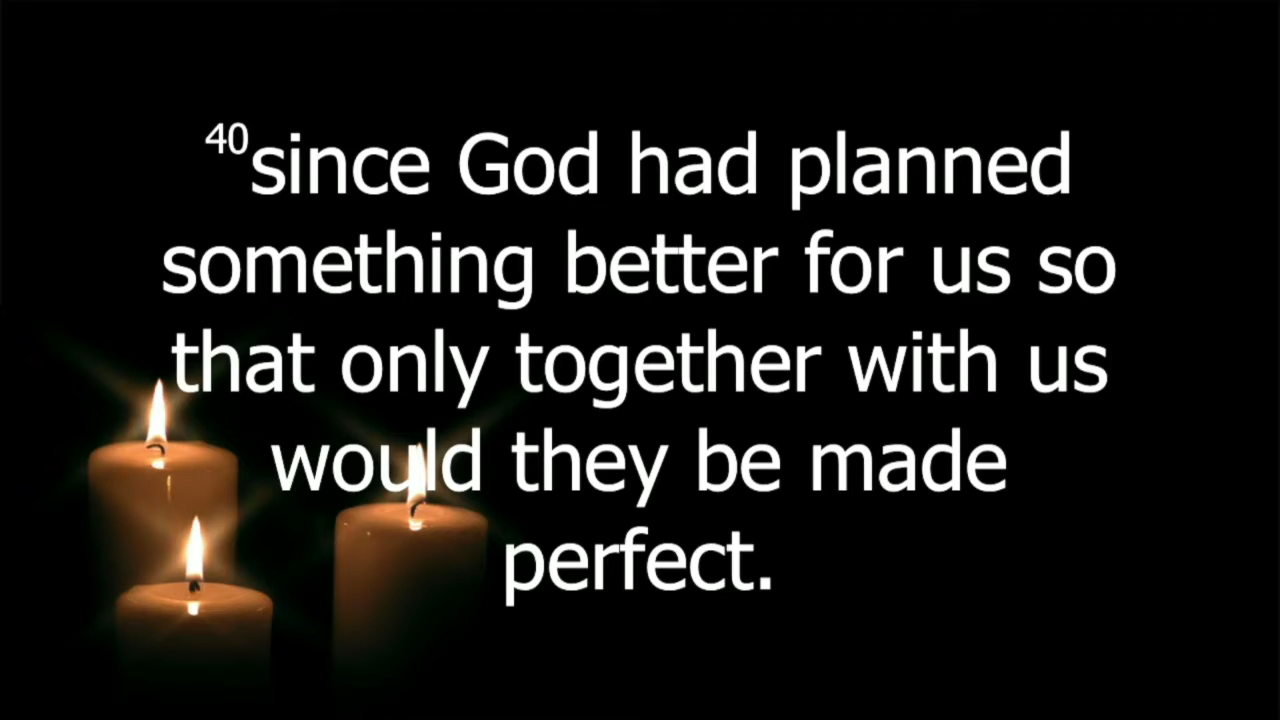 40since God had planned
something better for us so
that only together with us
would they be made
perfect.